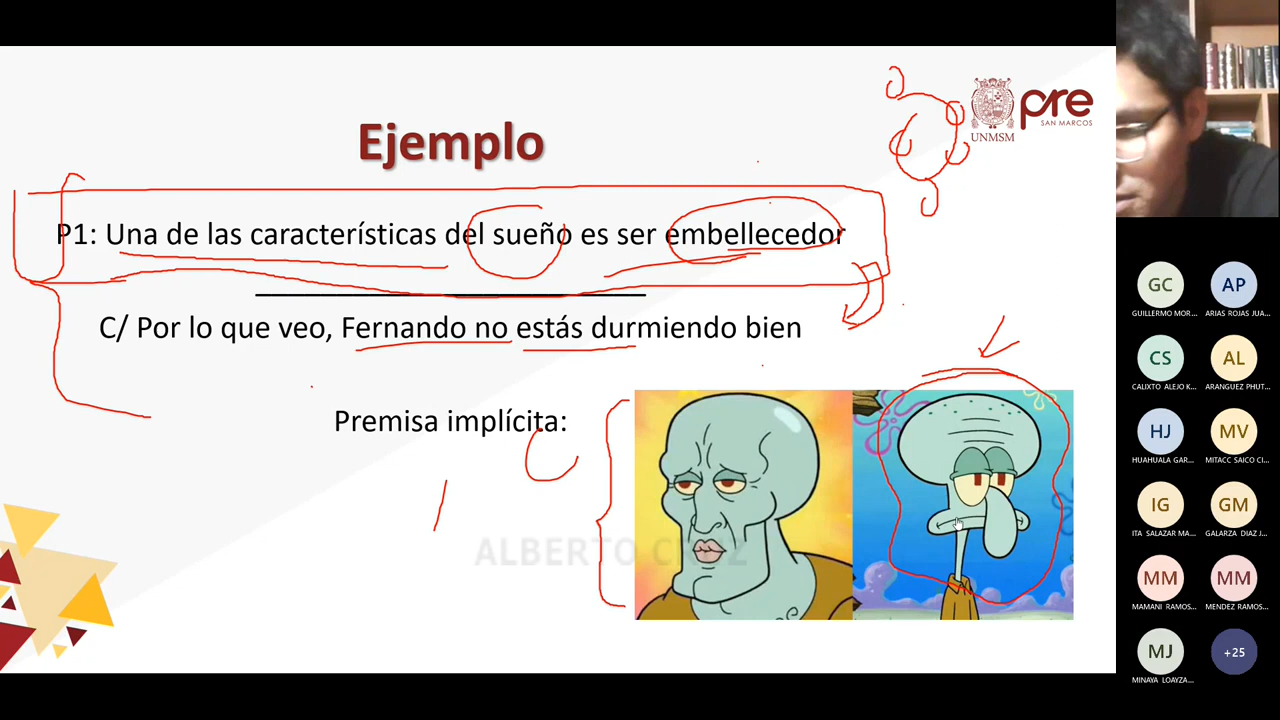 Ejemplo
UNMSM
pre
SAN MARCOS
P1: Una de las características del sueño es ser embellecedor
C/ Por lo que veo, Fernando no estás durmiendo bien
Premisa implícita:
ALBERTO CRUZ
GC
GUILLERMO MOR...
AP
ARIAS ROJAS JUA...
CS
CALIXTO ALEJO K...
AL
ARANGUEZ PHUT...
HJ
HUAHUALA GAR...
MV
MITACC SAICO CI...
IG
ITA SALAZAR MA...
GM
GALARZA DIAZ J...
MM
MAMANI RAMOS...
MM
MENDEZ RAMOS...
MJ
MINAYA LOAYZA...
+25